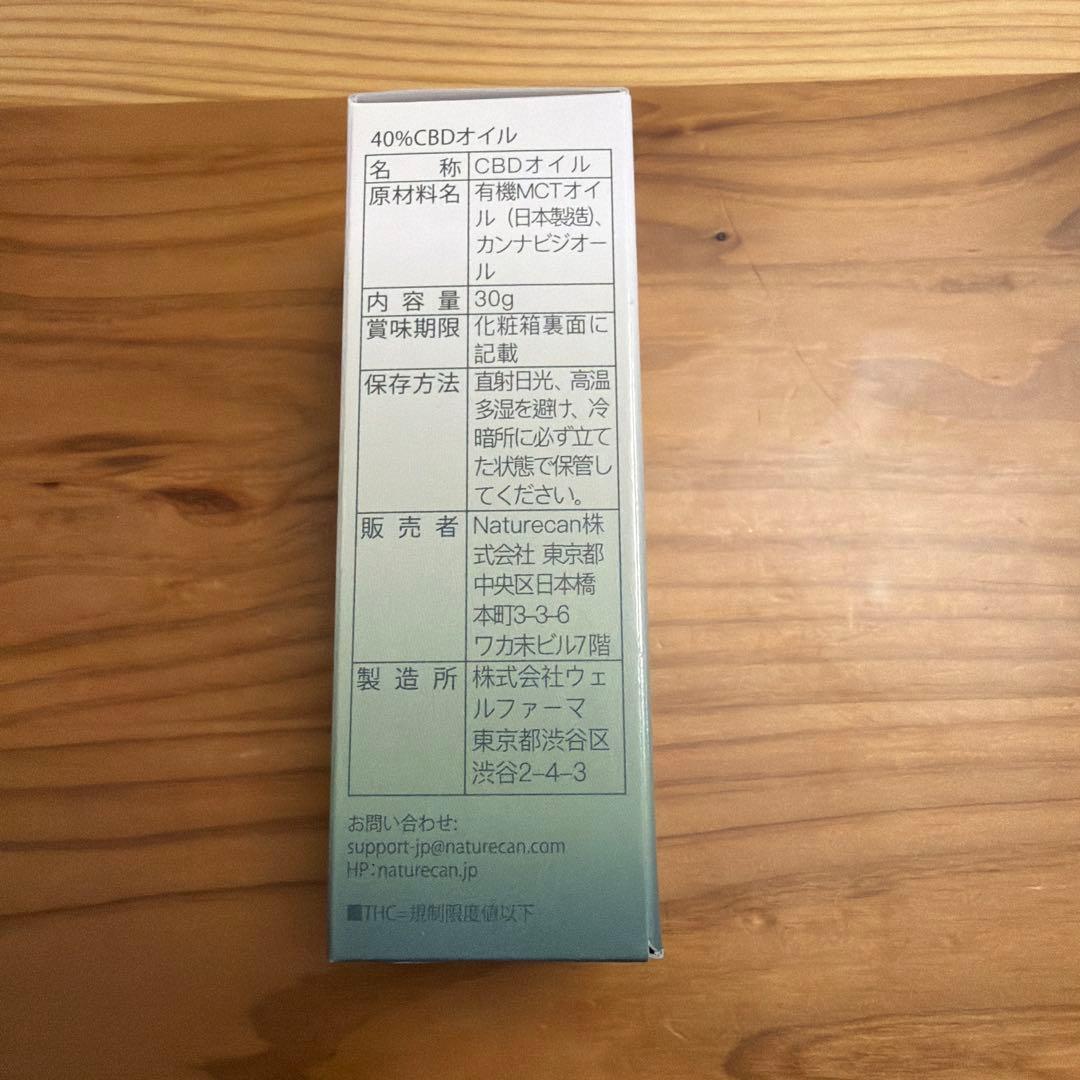 40%CBDオイル
名 称 CBDオイル
原材料名 有機MCTオイ
ル（日本製造）、
カンナビジオー
ル
内 容 量 30g
賞味期限 化粧箱裏面に
記載
保存方法 直射日光、高温
多湿を避け、冷
暗所に必ず立て
た状態で保管し
てください。
販 売 者 Naturecan株
式会社 東京都
中央区日本橋
本町3-3-6
ワカ末ビル7階
製 造 所 株式会社ウェ
ルファーマ
東京都渋谷区
渋谷2-4-3
お問い合わせ:
support-jp@naturecan.com
HP:naturecan.jp
■THC=規制限度値以下